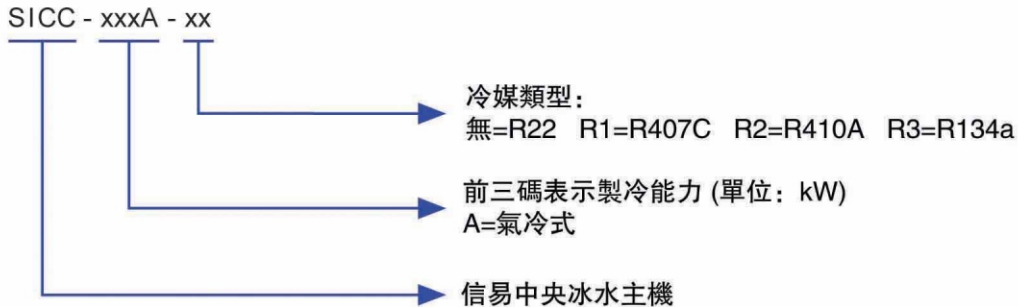 SICC - xxxA - xx
冷媒類型：
無=R22 R1=R407C R2=R410A R3=R134a
前三碼表示製冷能力 (單位：kW)
A=氣冷式
信易中央冰水主機